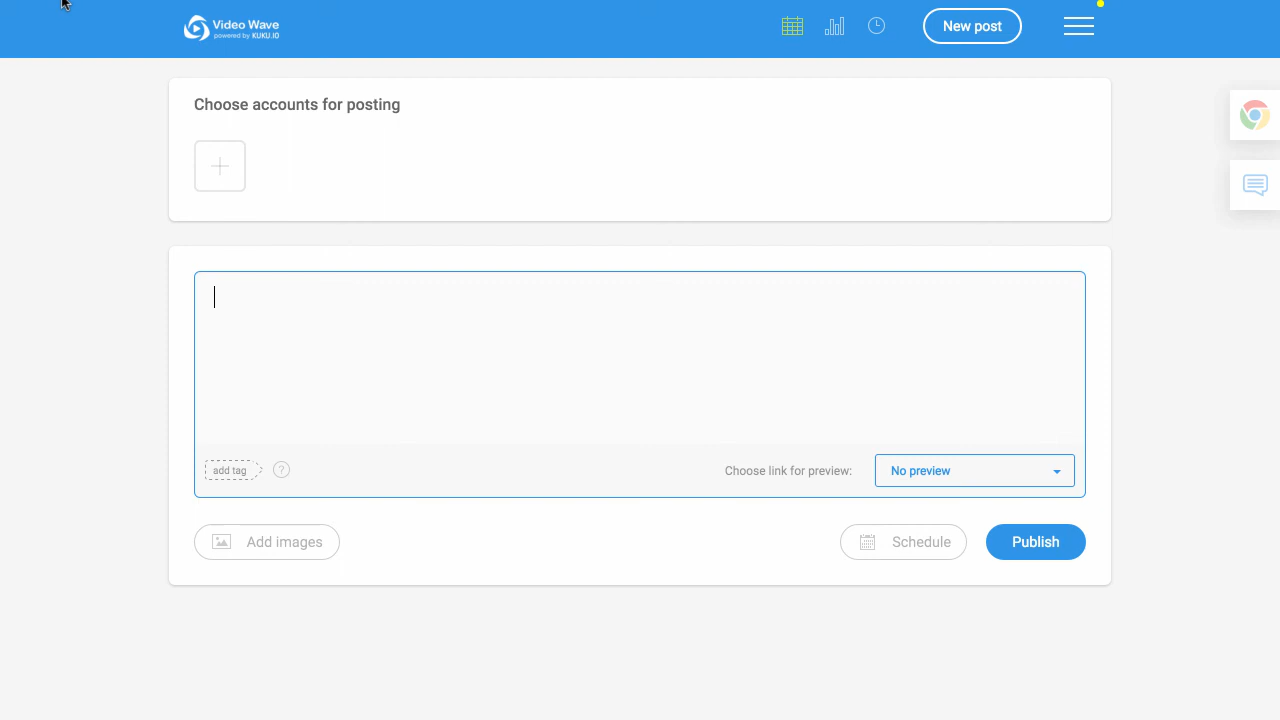 Video Wave
powered by KUKU.IO
New post
Choose accounts for posting
add tag
?
Choose link for preview:
No preview
Add images
Schedule
Publish